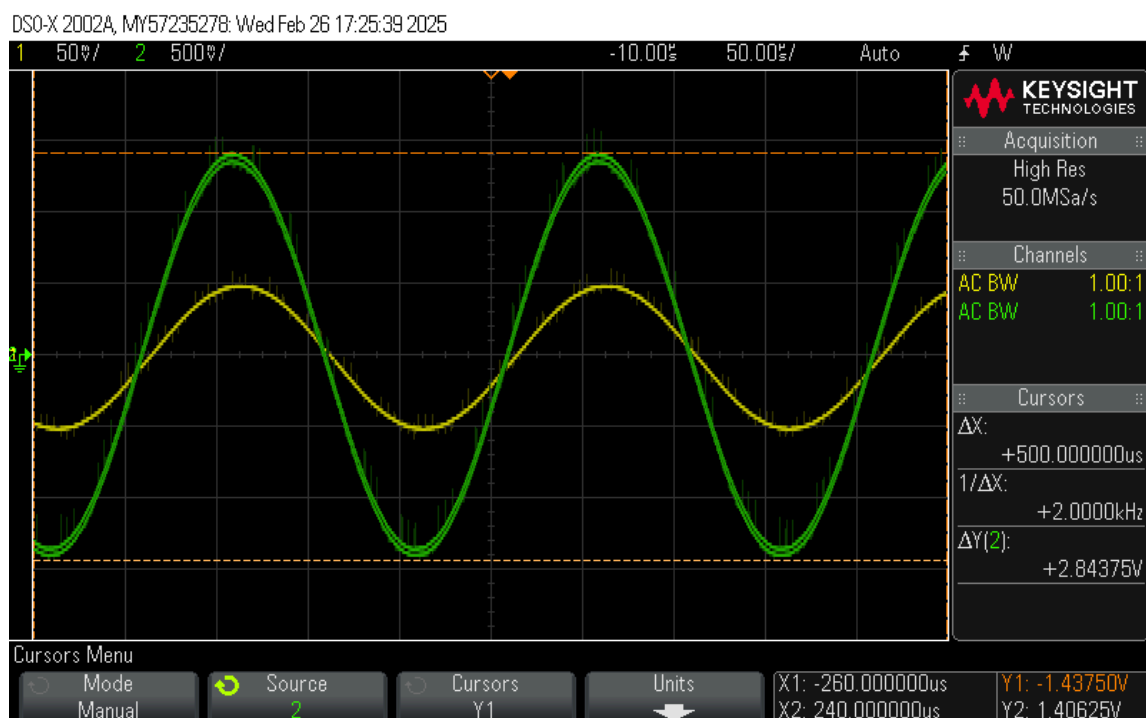 DSO-X 2002A, MY57235278: Wed Feb 26 17:25:39 2025
1 50㎷/ 2 500㎷/ -10.00㎲ 50.00㎲/ Auto W
KEYSIGHT
TECHNOLOGIES
Acquisition
High Res
50.0MSa/s
Channels
AC BW 1.00:1
AC BW 1.00:1
Cursors
ΔX:
+500.000000us
1/ΔX:
+2.0000kHz
ΔY(2):
+2.84375V
Cursors Menu
Mode Source Cursors Units X1: -260.000000us Y1: -1.43750V
Manual 2 Y1 X2: 240.000000us Y2: 1.40625V